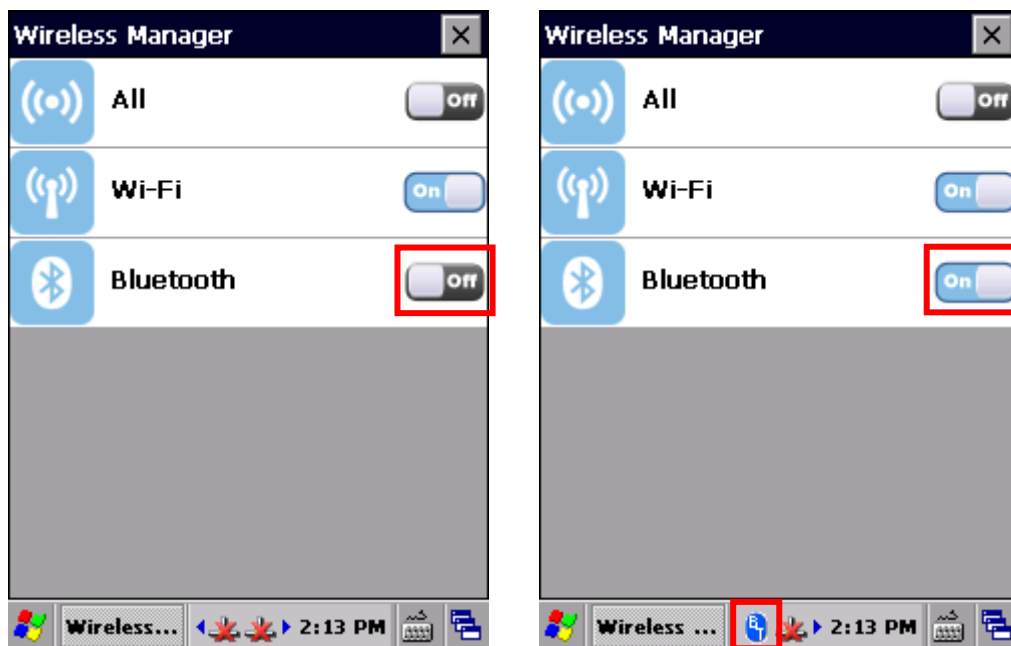 Wireless Manager
All Off
Wi-Fi On
Bluetooth Off
Wireless... 2:13 PM
Wireless Manager
All Off
Wi-Fi On
Bluetooth On
Wireless ... BT 2:13 PM